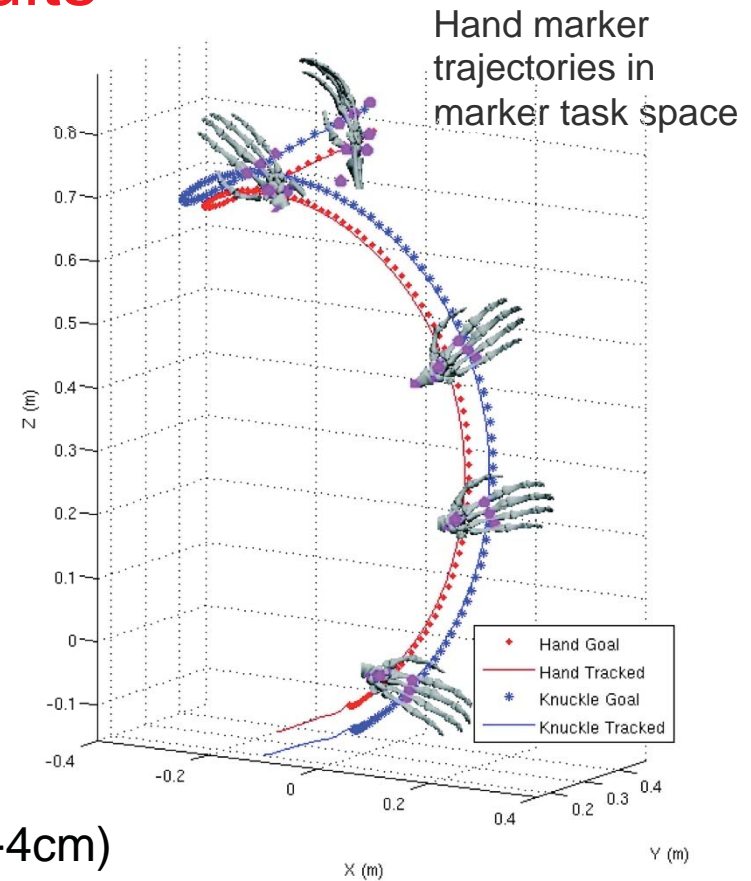 Hand marker
trajectories in
marker task space
0.8
0.7
0.6
0.5
0.4
0.3
0.2
0.1
0
-0.1
Z (m)
Hand Goal
Hand Tracked
Knuckle Goal
Knuckle Tracked
-0.4
-0.2
0
0.2
0.4
X (m)
0.2
0.3
0.4
Y (m)
4cm)